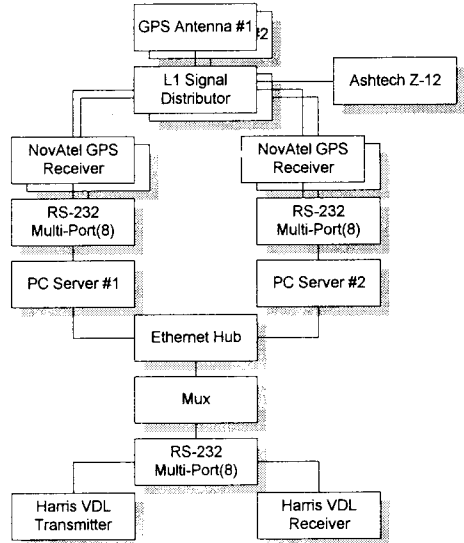 GPS Antenna #1
#2
L1 Signal
Distributor
Ashtech Z-12
NovAtel GPS
Receiver
NovAtel GPS
Receiver
RS-232
Multi-Port(8)
RS-232
Multi-Port(8)
PC Server #1
PC Server #2
Ethernet Hub
Mux
RS-232
Multi-Port(8)
Harris VDL
Transmitter
Harris VDL
Receiver